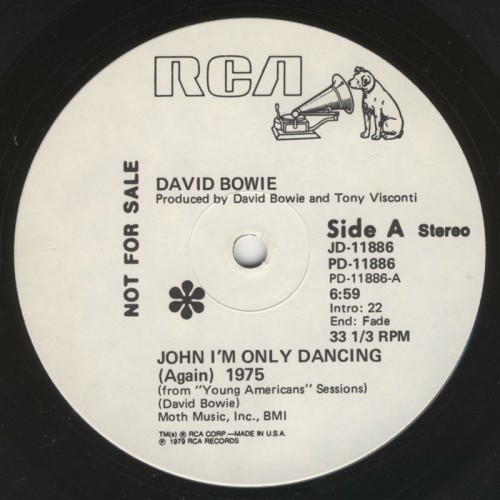 RCA
NOT FOR SALE
DAVID BOWIE
Produced by David Bowie and Tony Visconti
Side A Stereo
JD-11886
PD-11886
PD-11886-A
6:59
Intro: 22
End: Fade
33 1/3 RPM
JOHN I'M ONLY DANCING
(Again) 1975
(from "Young Americans" Sessions)
(David Bowie)
Moth Music, Inc., BMI
TM(s) ® RCA CORP.—MADE IN U.S.A.
℗ 1979 RCA RECORDS